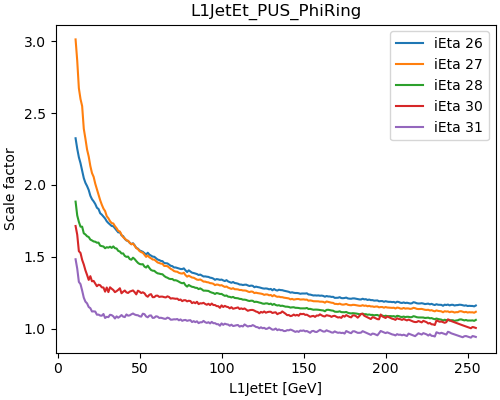 L1JetEt_PUS_PhiRing
Scale factor
3.0
2.5
2.0
1.5
1.0
iEta 26
iEta 27
iEta 28
iEta 30
iEta 31
0 50 100 150 200 250
L1JetEt [GeV]